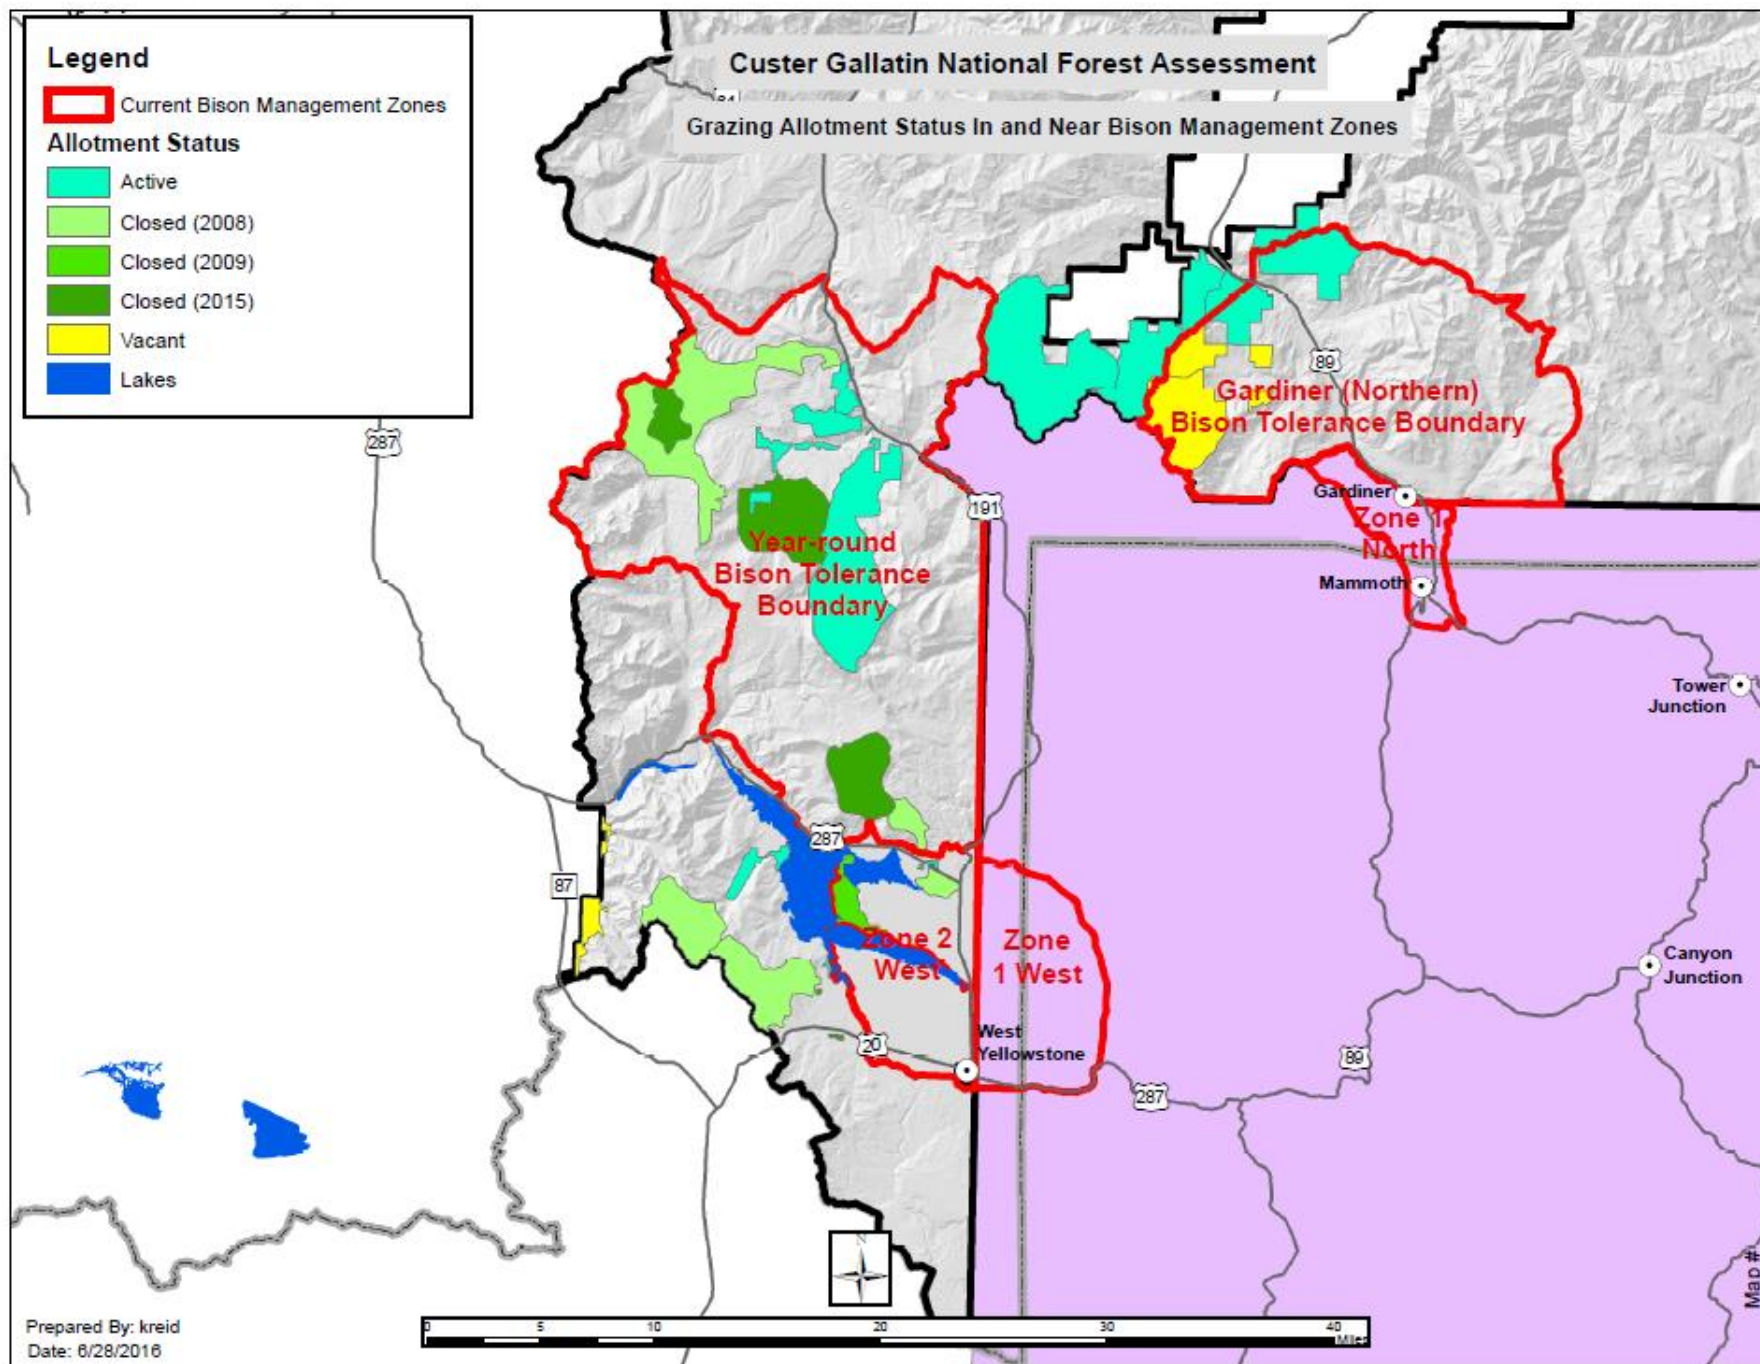 Legend
Current Bison Management Zones
Allotment Status
Active
Closed (2008)
Closed (2009)
Closed (2015)
Vacant
Lakes
Custer Gallatin National Forest Assessment
Grazing Allotment Status In and Near Bison Management Zones
287
89
Gardiner (Northern)
Bison Tolerance Boundary
191
Gardiner
Zone 1
North
Mammoth
Year-round
Bison Tolerance
Boundary
Tower
Junction
287
87
Zone 2
West
Zone
1 West
Canyon
Junction
West
Yellowstone
20
89
287
N
Map #
Prepared By: kreid
Date: 6/28/2016
0 5 10 20 30 40
Miles